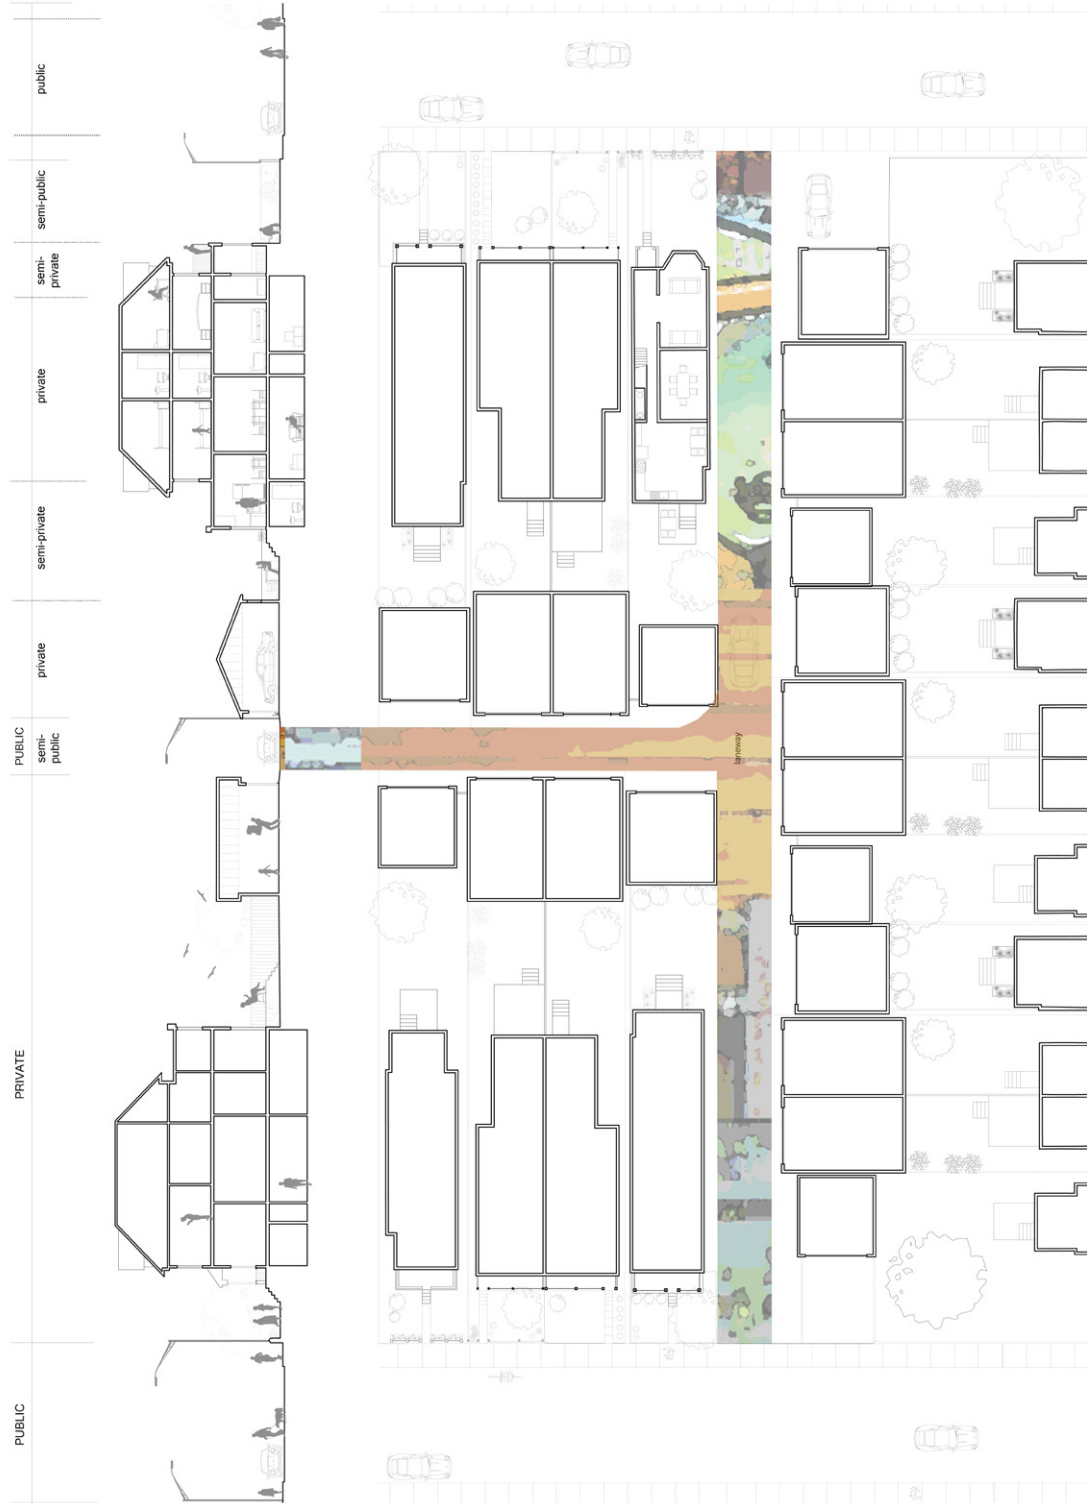 public
semi-public
semi-
private
private
semi-private
private
PUBLIC
semi-
public
laneway
PRIVATE
PUBLIC